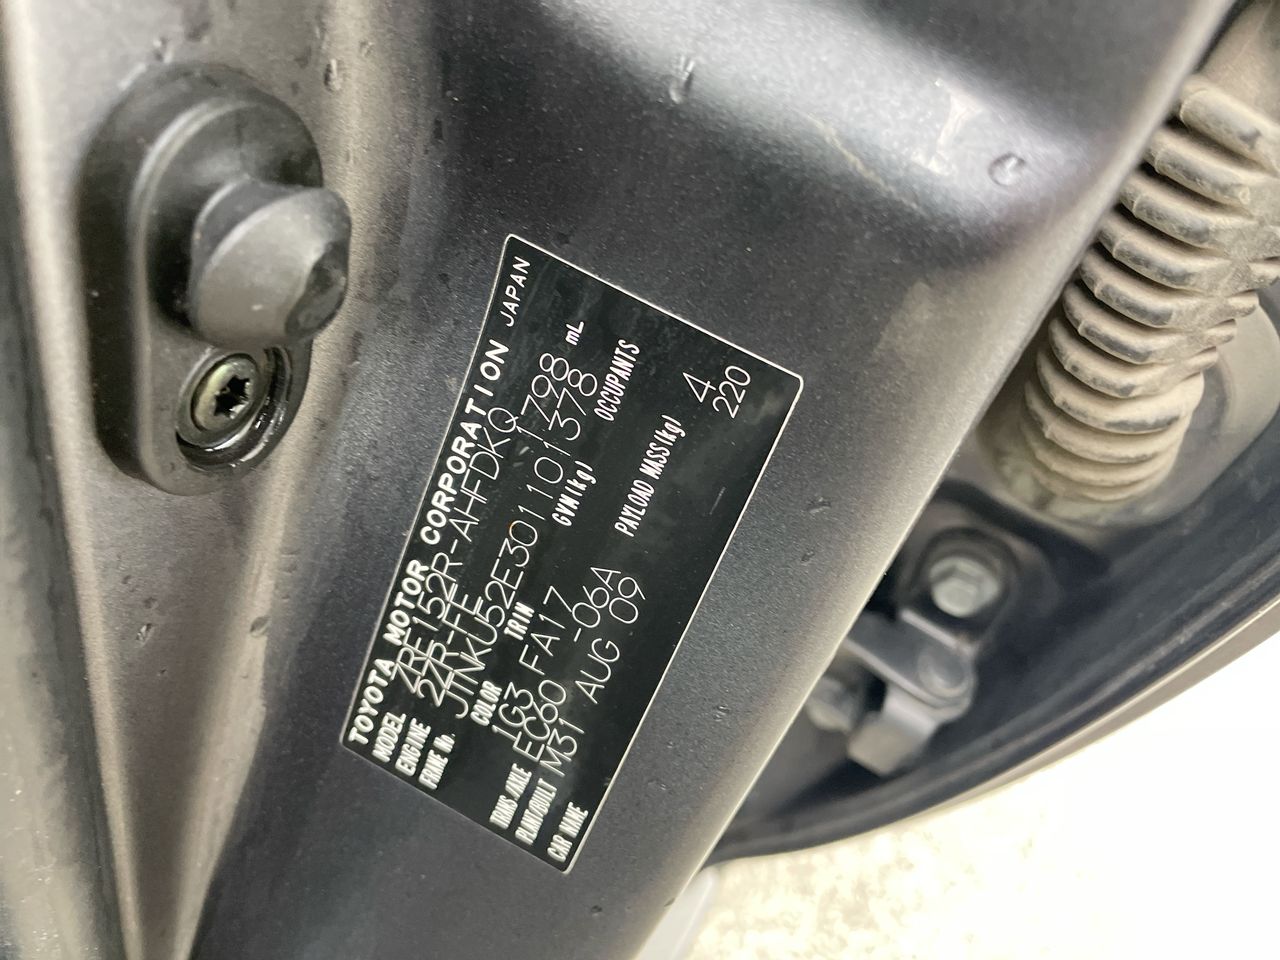 TOYOTA MOTOR CORPORATION JAPAN
MODEL ZRE152R-AHFDKQ
ENGINE 2ZR-FE 1798 mL
FRAME No. JTNKU52E301101378
COLOR TRIM GVM(kg) OCCUPANTS
1G3 FA17
TRANS/AXLE EC60 -06A PAYLOAD MASS(kg) 4
PLANT/BUILT M31 AUG 09 220
CAR NAME